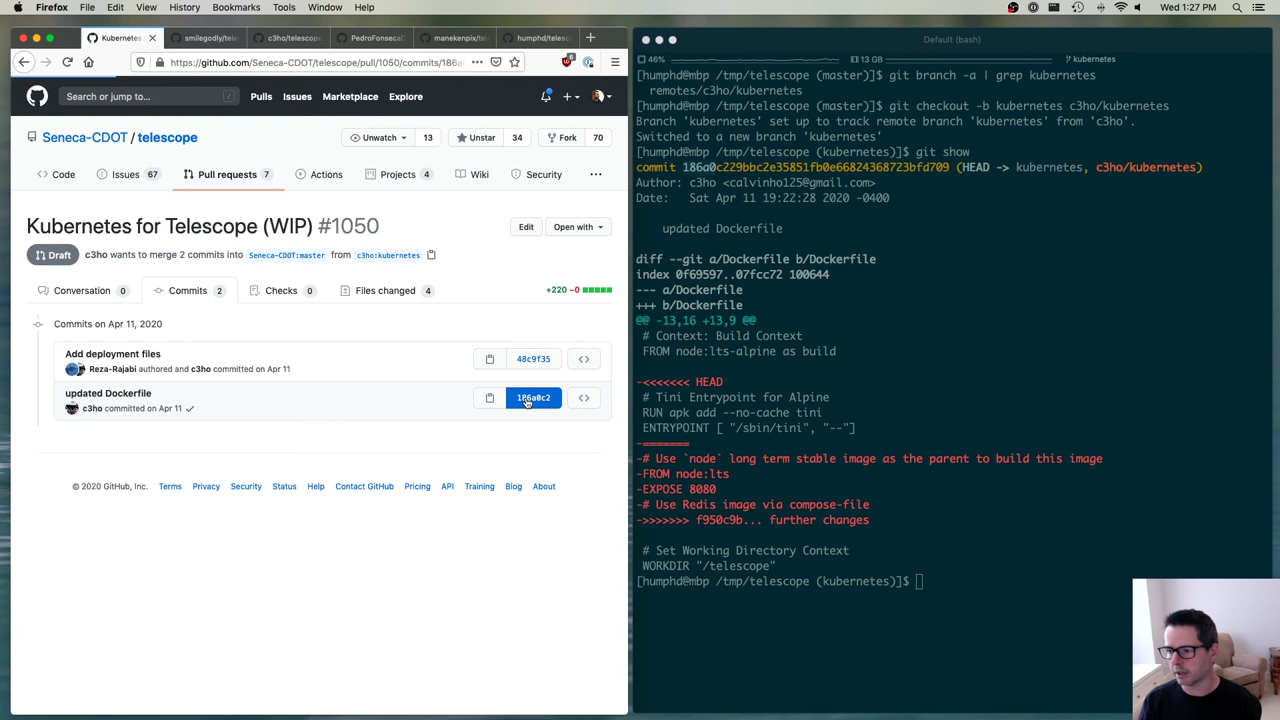 Firefox File Edit View History Bookmarks Tools Window Help
Wed 1:27 PM
Kubernetes
smilegodly/tele
c3ho/telescope
PedroFonsecaD
manekenpix/tel
humphd/telesc
https://github.com/Seneca-CDOT/telescope/pull/1050/commits/186a0
Search or jump to...
Pulls Issues Marketplace Explore
Seneca-CDOT / telescope
Unwatch 13
Unstar 34
Fork 70
Code
Issues 67
Pull requests 7
Actions
Projects 4
Wiki
Security
Kubernetes for Telescope (WIP) #1050
Edit
Open with
Draft
c3ho wants to merge 2 commits into Seneca-CDOT:master from c3ho:kubernetes
Conversation 0
Commits 2
Checks 0
Files changed 4
+220 -0
Commits on Apr 11, 2020
Add deployment files
Reza-Rajabi authored and c3ho committed on Apr 11
48c9f35
updated Dockerfile
c3ho committed on Apr 11
186a0c2
© 2020 GitHub, Inc. Terms Privacy Security Status Help Contact GitHub Pricing API Training Blog About
Default (bash)
46%
13 GB
kubernetes
[humphd@mbp /tmp/telescope (master)]$ git branch -a | grep kubernetes
remotes/c3ho/kubernetes
[humphd@mbp /tmp/telescope (master)]$ git checkout -b kubernetes c3ho/kubernetes
Branch 'kubernetes' set up to track remote branch 'kubernetes' from 'c3ho'.
Switched to a new branch 'kubernetes'
[humphd@mbp /tmp/telescope (kubernetes)]$ git show
commit 186a0c229bbc2e35851fb0e66824368723bfd709 (HEAD -> kubernetes, c3ho/kubernetes)
Author: c3ho <calvinho125@gmail.com>
Date: Sat Apr 11 19:22:28 2020 -0400
updated Dockerfile
diff --git a/Dockerfile b/Dockerfile
index 0f69597..07fcc72 100644
--- a/Dockerfile
+++ b/Dockerfile
@@ -13,16 +13,9 @@
# Context: Build Context
FROM node:lts-alpine as build
-<<<<<<< HEAD
# Tini Entrypoint for Alpine
RUN apk add --no-cache tini
ENTRYPOINT [ "/sbin/tini", "--"]
-=======
-# Use `node` long term stable image as the parent to build this image
-FROM node:lts
-EXPOSE 8080
-# Use Redis image via compose-file
->>>>>>> f950c9b... further changes
# Set Working Directory Context
WORKDIR "/telescope"
[humphd@mbp /tmp/telescope (kubernetes)]$